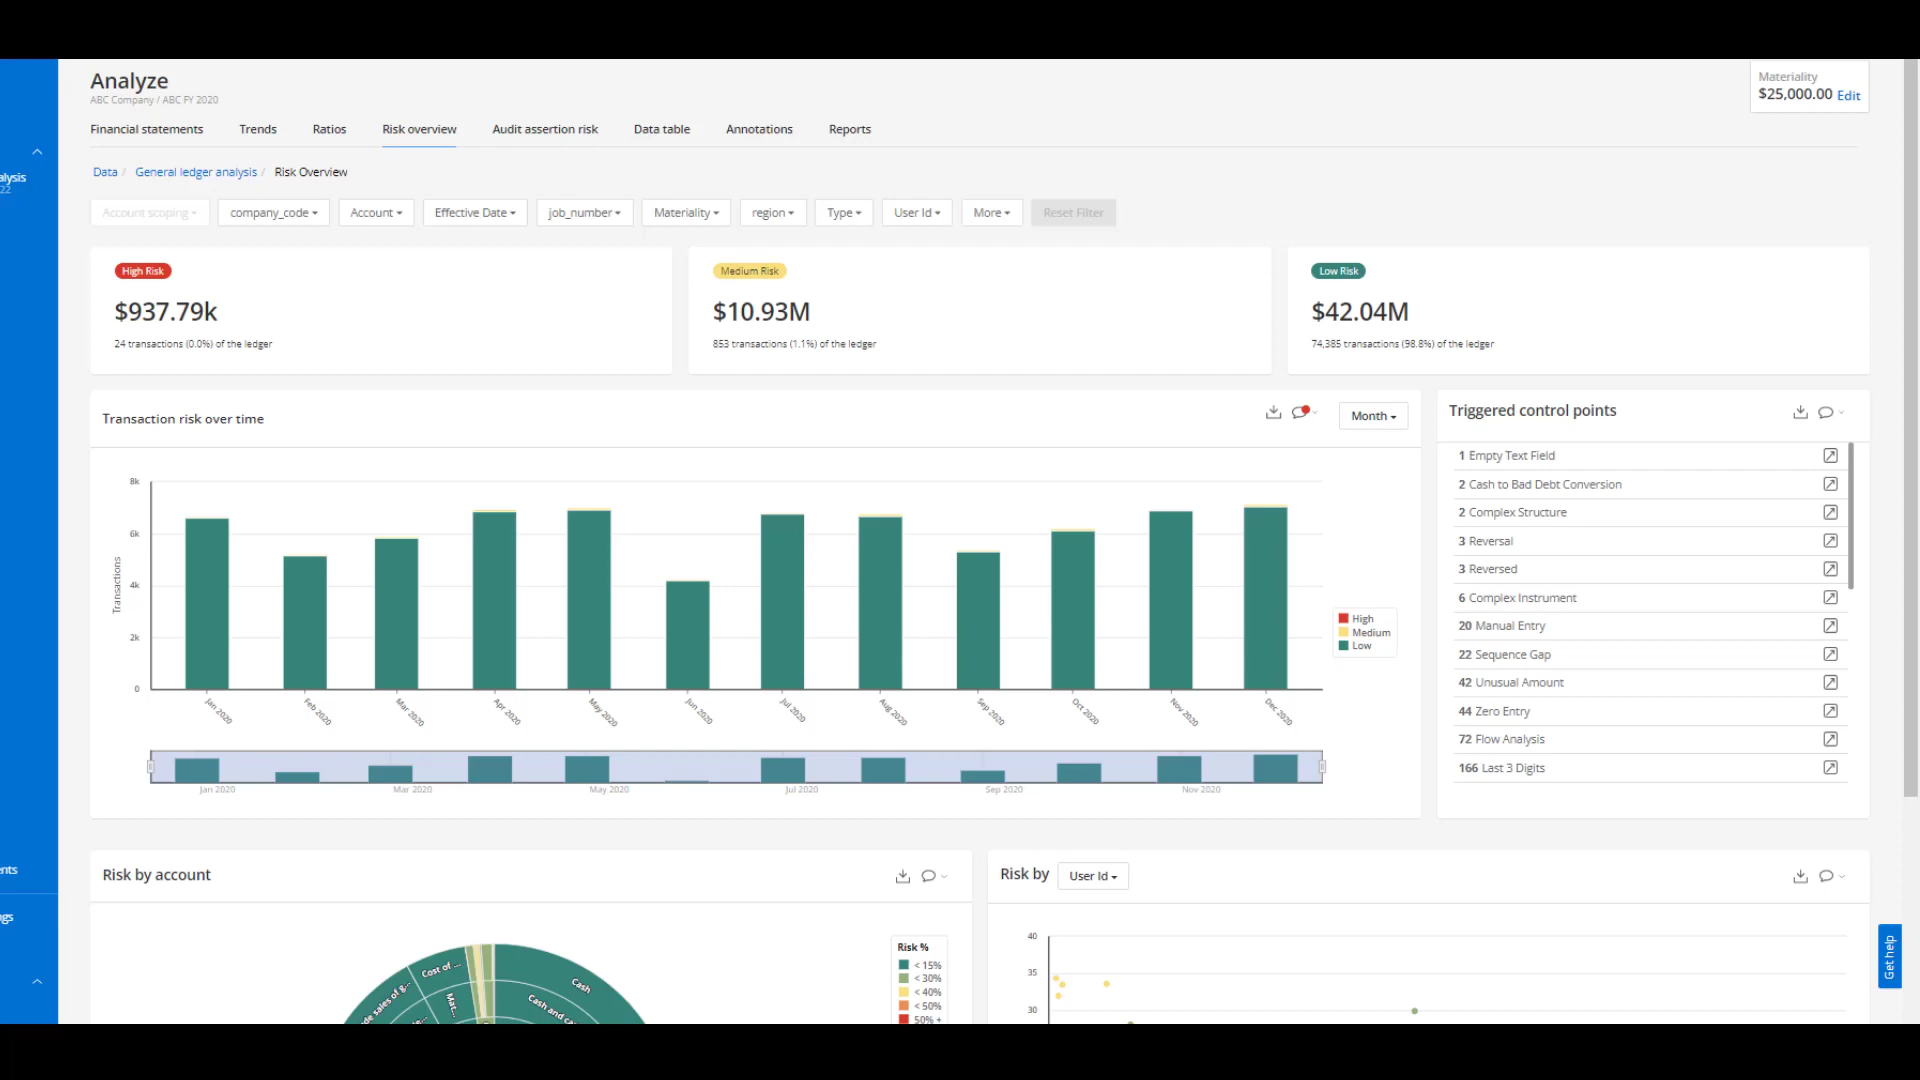 Analyze
ABC Company / ABC FY 2020
Materiality
$25,000.00 Edit
Financial statements Trends Ratios Risk overview Audit assertion risk Data table Annotations Reports
alysis
22
Data / General ledger analysis / Risk Overview
Account scoping company_code Account Effective Date job_number Materiality region Type User Id More Reset Filter
High Risk
$937.79k
24 transactions (0.0%) of the ledger
Medium Risk
$10.93M
853 transactions (1.1%) of the ledger
Low Risk
$42.04M
74,385 transactions (98.8%) of the ledger
Transaction risk over time
Month
Transactions
8k
6k
4k
2k
0
Jan 2020 Feb 2020 Mar 2020 Apr 2020 May 2020 Jun 2020 Jul 2020 Aug 2020 Sep 2020 Oct 2020 Nov 2020 Dec 2020
High
Medium
Low
Jan 2020 Mar 2020 May 2020 Jul 2020 Sep 2020 Nov 2020
Triggered control points
1 Empty Text Field
2 Cash to Bad Debt Conversion
2 Complex Structure
3 Reversal
3 Reversed
6 Complex Instrument
20 Manual Entry
22 Sequence Gap
42 Unusual Amount
44 Zero Entry
72 Flow Analysis
166 Last 3 Digits
ents
ngs
Risk by account
Cost of ...
Cash
de sales of g...
Mat...
Cash and ca
e...
Risk %
< 15%
< 30%
< 40%
< 50%
50% +
Risk by User Id
40
35
30
Get help